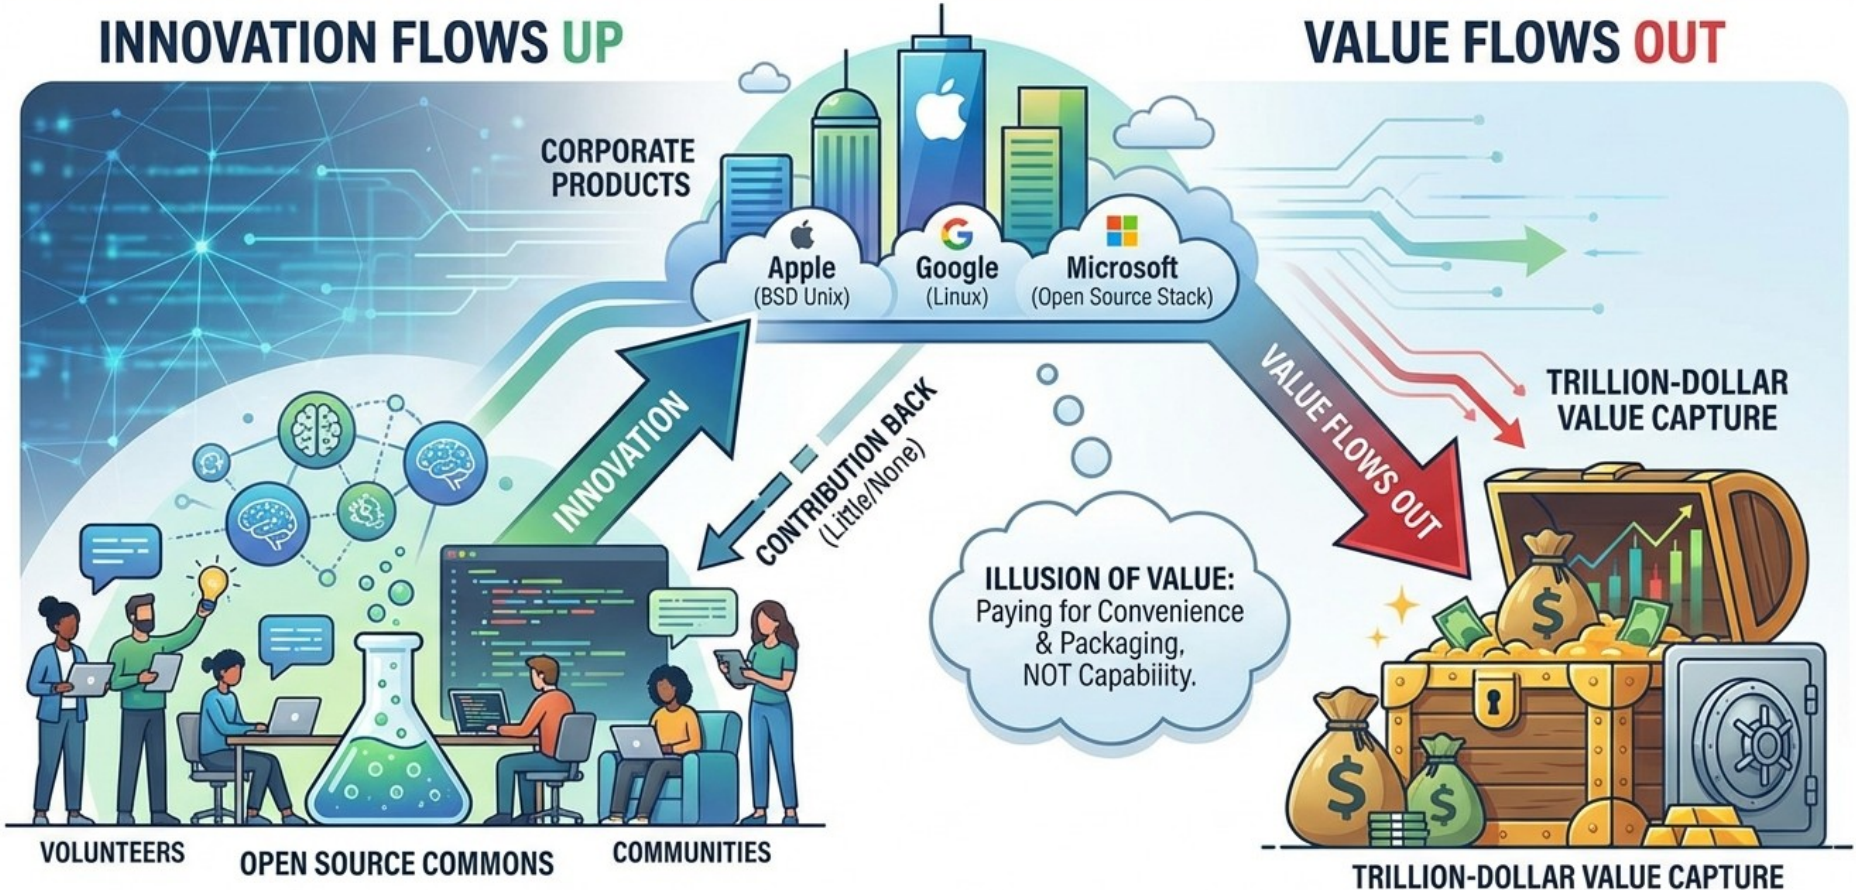 INNOVATION FLOWS UP
VALUE FLOWS OUT
CORPORATE
PRODUCTS
Apple
(BSD Unix)
Google
(Linux)
Microsoft
(Open Source Stack)
INNOVATION
CONTRIBUTION BACK
(Little/None)
VALUE FLOWS OUT
TRILLION-DOLLAR
VALUE CAPTURE
ILLUSION OF VALUE:
Paying for Convenience
& Packaging,
NOT Capability.
$
$
$
VOLUNTEERS
OPEN SOURCE COMMONS
COMMUNITIES
TRILLION-DOLLAR VALUE CAPTURE